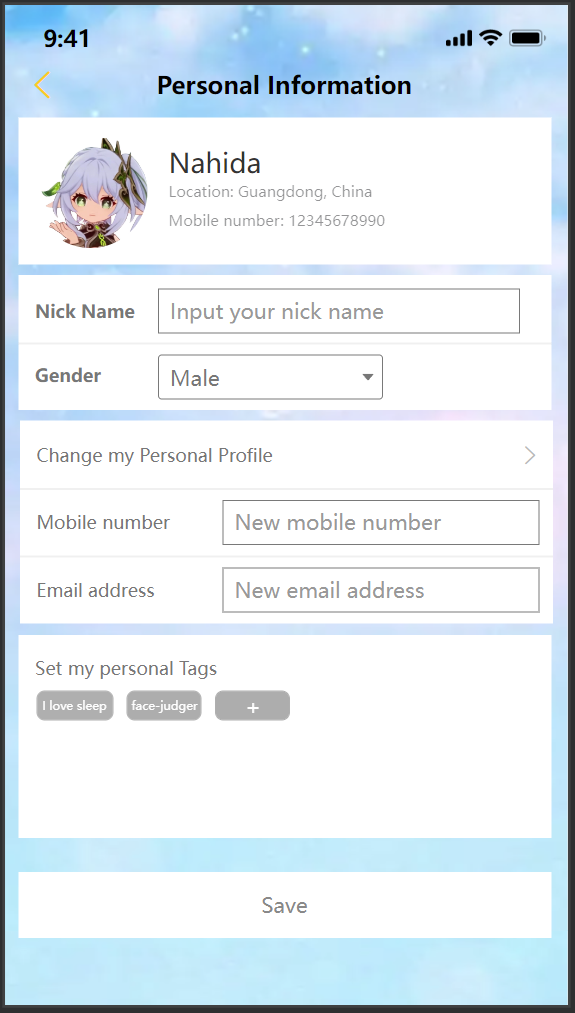 9:41
Personal Information
Nahida
Location: Guangdong, China
Mobile number: 12345678990
Nick Name
Input your nick name
Gender
Male
Change my Personal Profile
Mobile number
New mobile number
Email address
New email address
Set my personal Tags
I love sleep
face-judger
+
Save